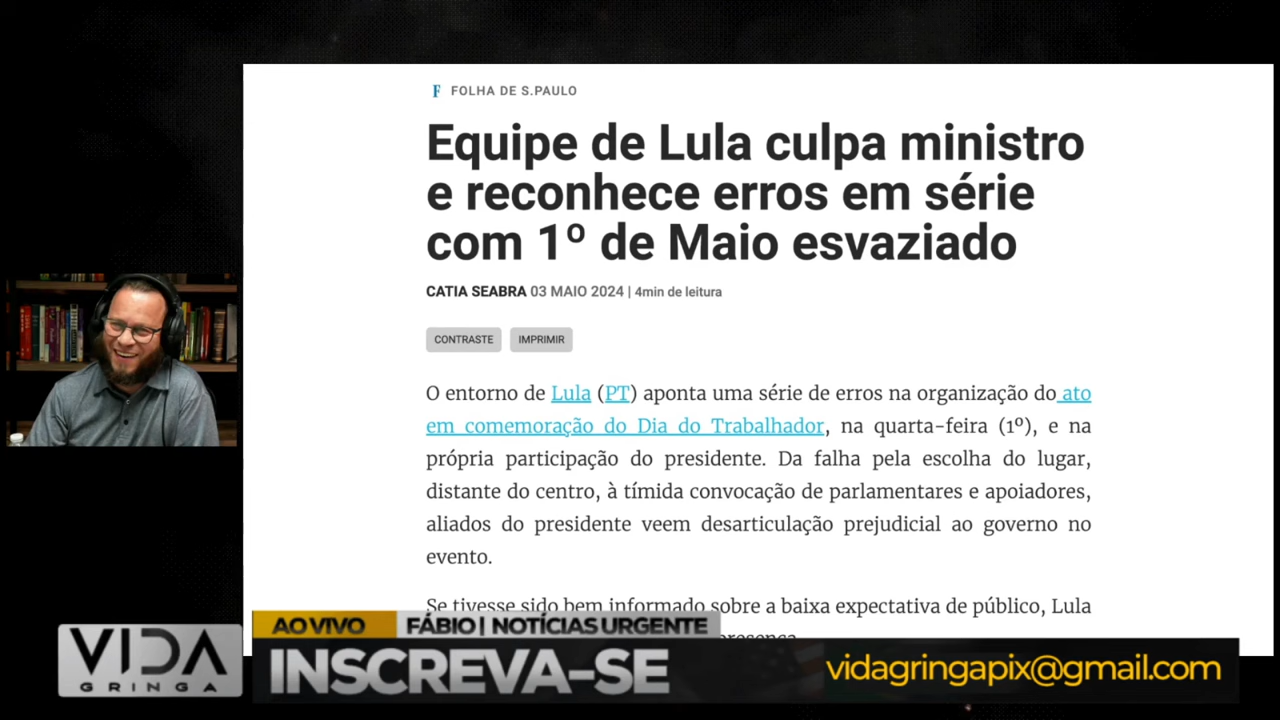 F FOLHA DE S.PAULO
Equipe de Lula culpa ministro
e reconhece erros em série
com 1º de Maio esvaziado
CATIA SEABRA 03 MAIO 2024 | 4min de leitura
CONTRASTE IMPRIMIR
O entorno de Lula (PT) aponta uma série de erros na organização do ato
em comemoração do Dia do Trabalhador, na quarta-feira (1º), e na
própria participação do presidente. Da falha pela escolha do lugar,
distante do centro, à tímida convocação de parlamentares e apoiadores,
aliados do presidente veem desarticulação prejudicial ao governo no
evento.
Se tivesse sido bem informado sobre a baixa expectativa de público, Lula
presença
AO VIVO FÁBIO | NOTÍCIAS URGENTE
VIDA
GRINGA
INSCREVA-SE
vidagringapix@gmail.com